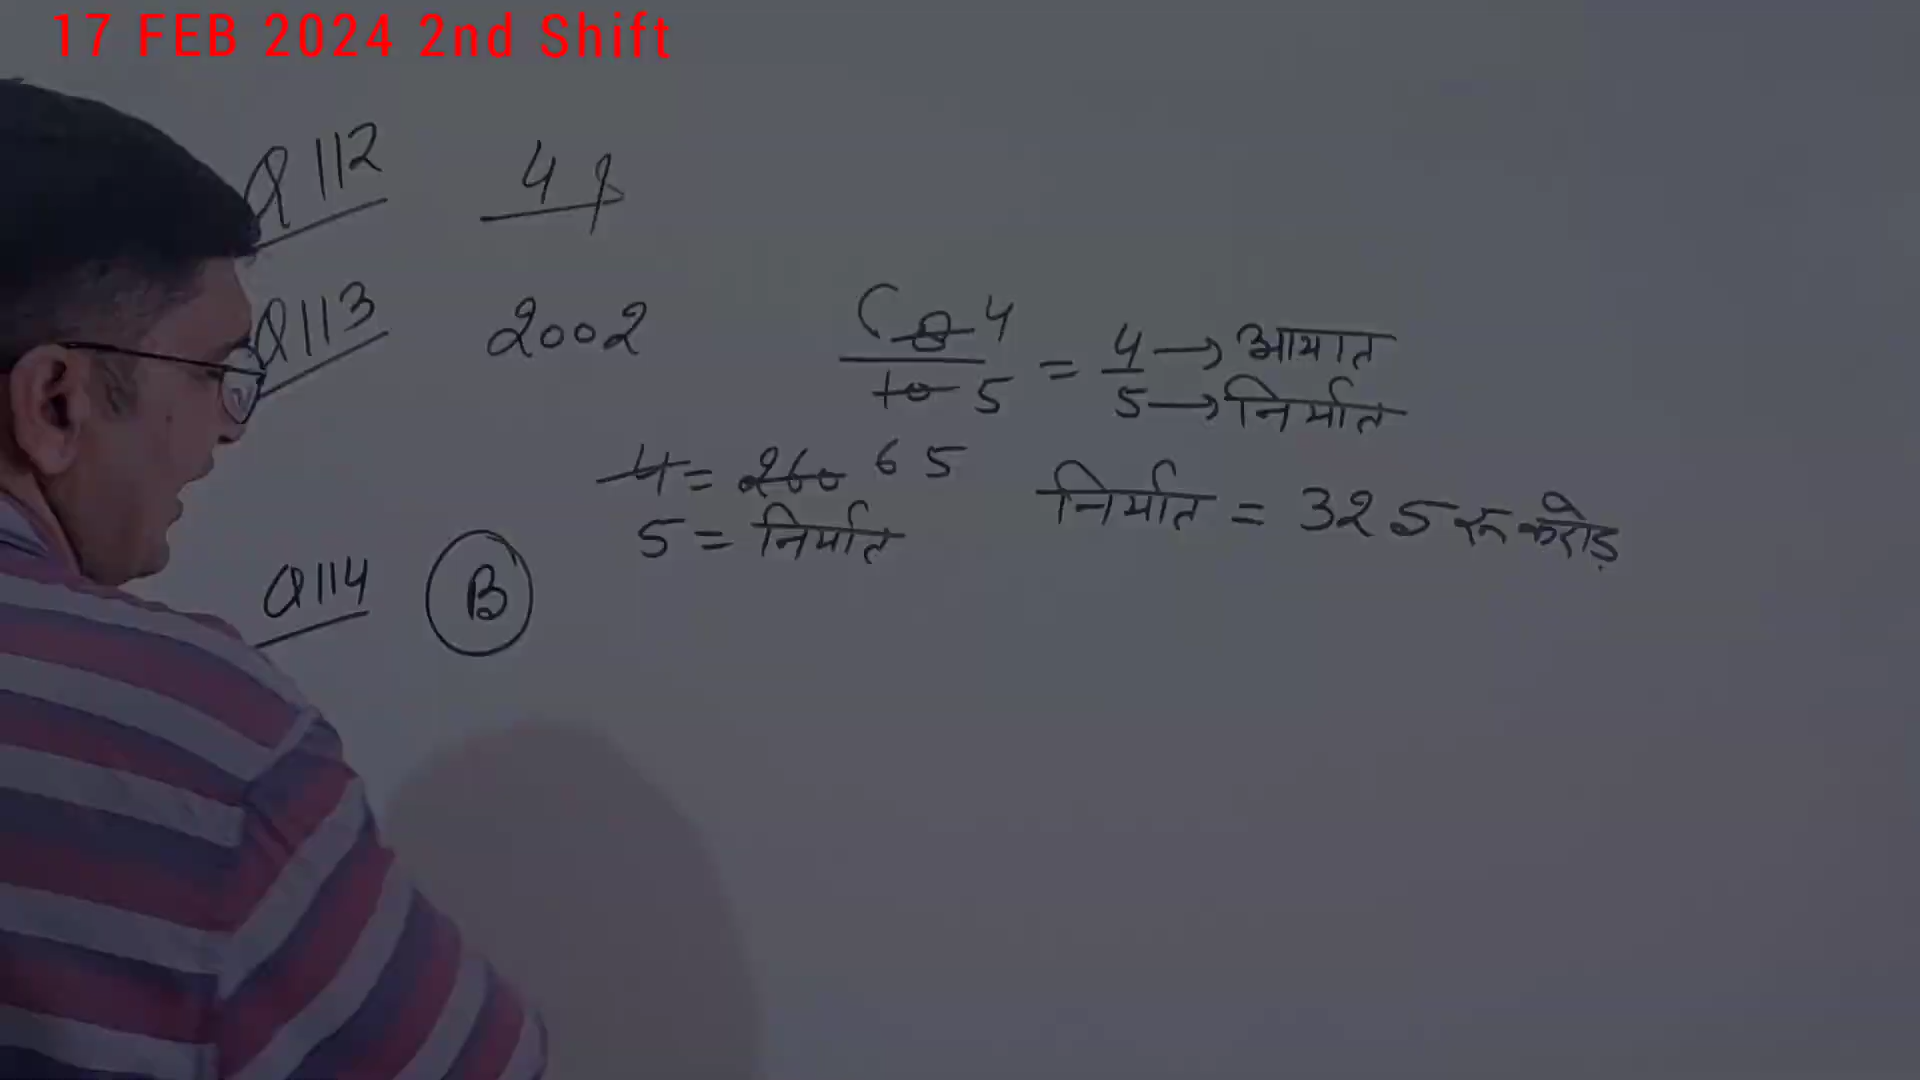 17 FEB 2024 2nd Shift
Q112 4
Q113 2002 8 4 / 10 5 = 4/5 → आयात → निर्यात
4 = 260 65
5 = निर्यात निर्यात = 325 रू करोड़
Q114 B